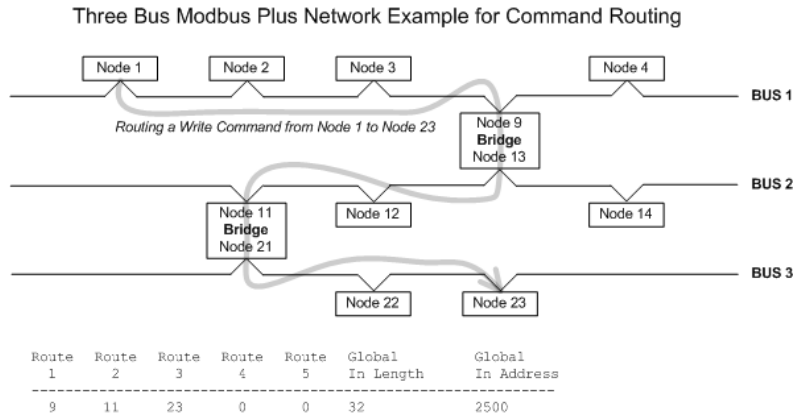 Three Bus Modbus Plus Network Example for Command Routing
Node 1 Node 2 Node 3 Node 4
BUS 1
Routing a Write Command from Node 1 to Node 23
Node 9
Bridge
Node 13
BUS 2
Node 11
Bridge
Node 21
Node 12
Node 14
BUS 3
Node 22
Node 23
Route Route Route Route Route Global Global
1 2 3 4 5 In Length In Address
--------------------------------------------------------------
9 11 23 0 0 32 2500